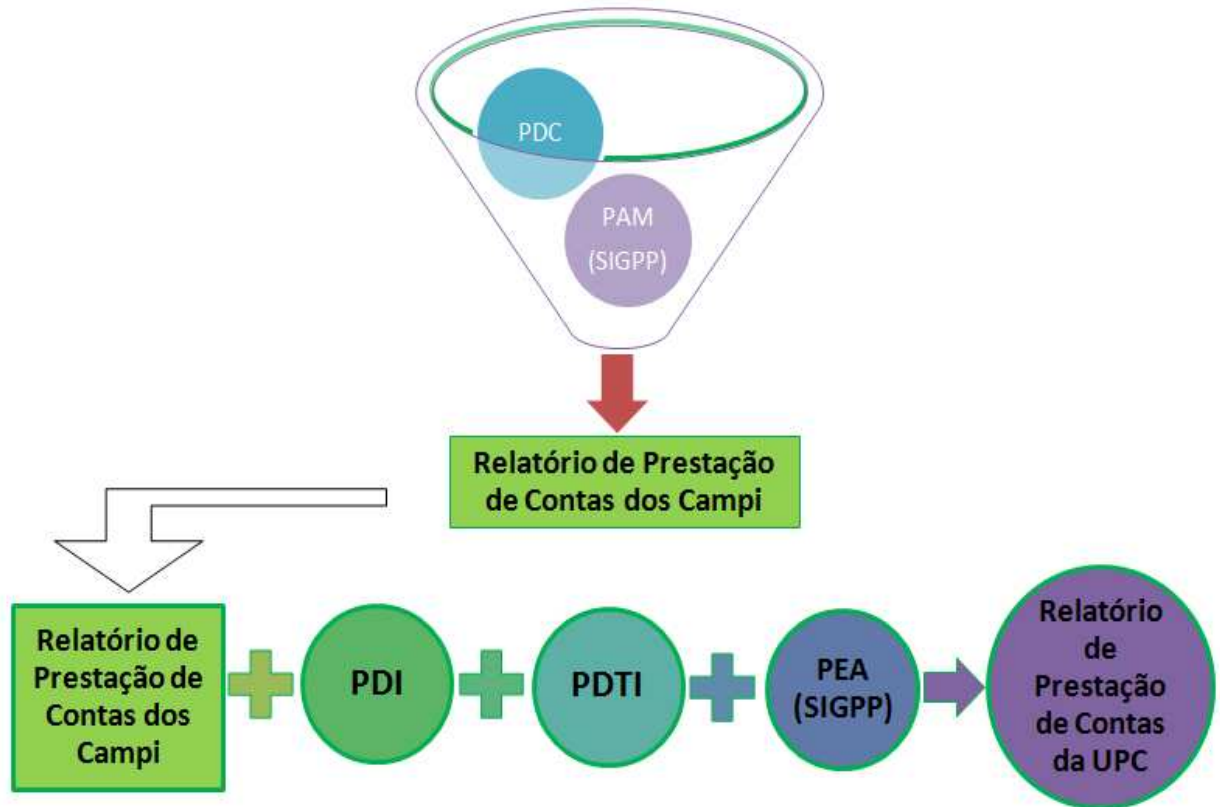 PDC
PAM
(SIGPP)
Relatório de Prestação
de Contas dos Campi
Relatório de
Prestação de
Contas dos
Campi
PDI
PDTI
PEA
(SIGPP)
Relatório
de
Prestação
de Contas
da UPC